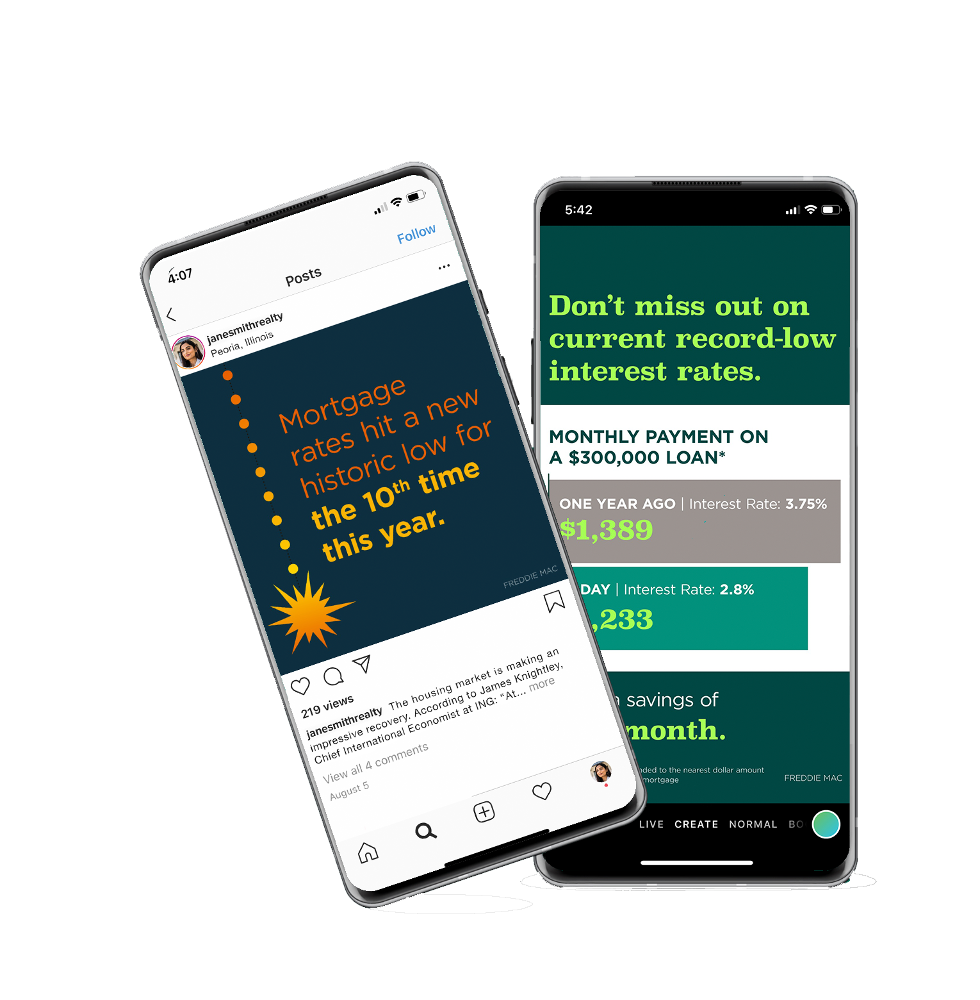 4:07
Follow
Posts
janesmithrealty
Peoria, Illinois
Mortgage
rates hit a new
historic low for
the 10th time
this year.
FREDDIE MAC
219 views
janesmithrealty The housing market is making an
impressive recovery. According to James Knightley,
Chief International Economist at ING: “At... more
View all 4 comments
August 5
5:42
Don’t miss out on
current record-low
interest rates.
MONTHLY PAYMENT ON
A $300,000 LOAN*
ONE YEAR AGO | Interest Rate: 3.75%
$1,389
DAY | Interest Rate: 2.8%
,233
a savings of
month.
nded to the nearest dollar amount
mortgage
FREDDIE MAC
LIVE CREATE NORMAL BO